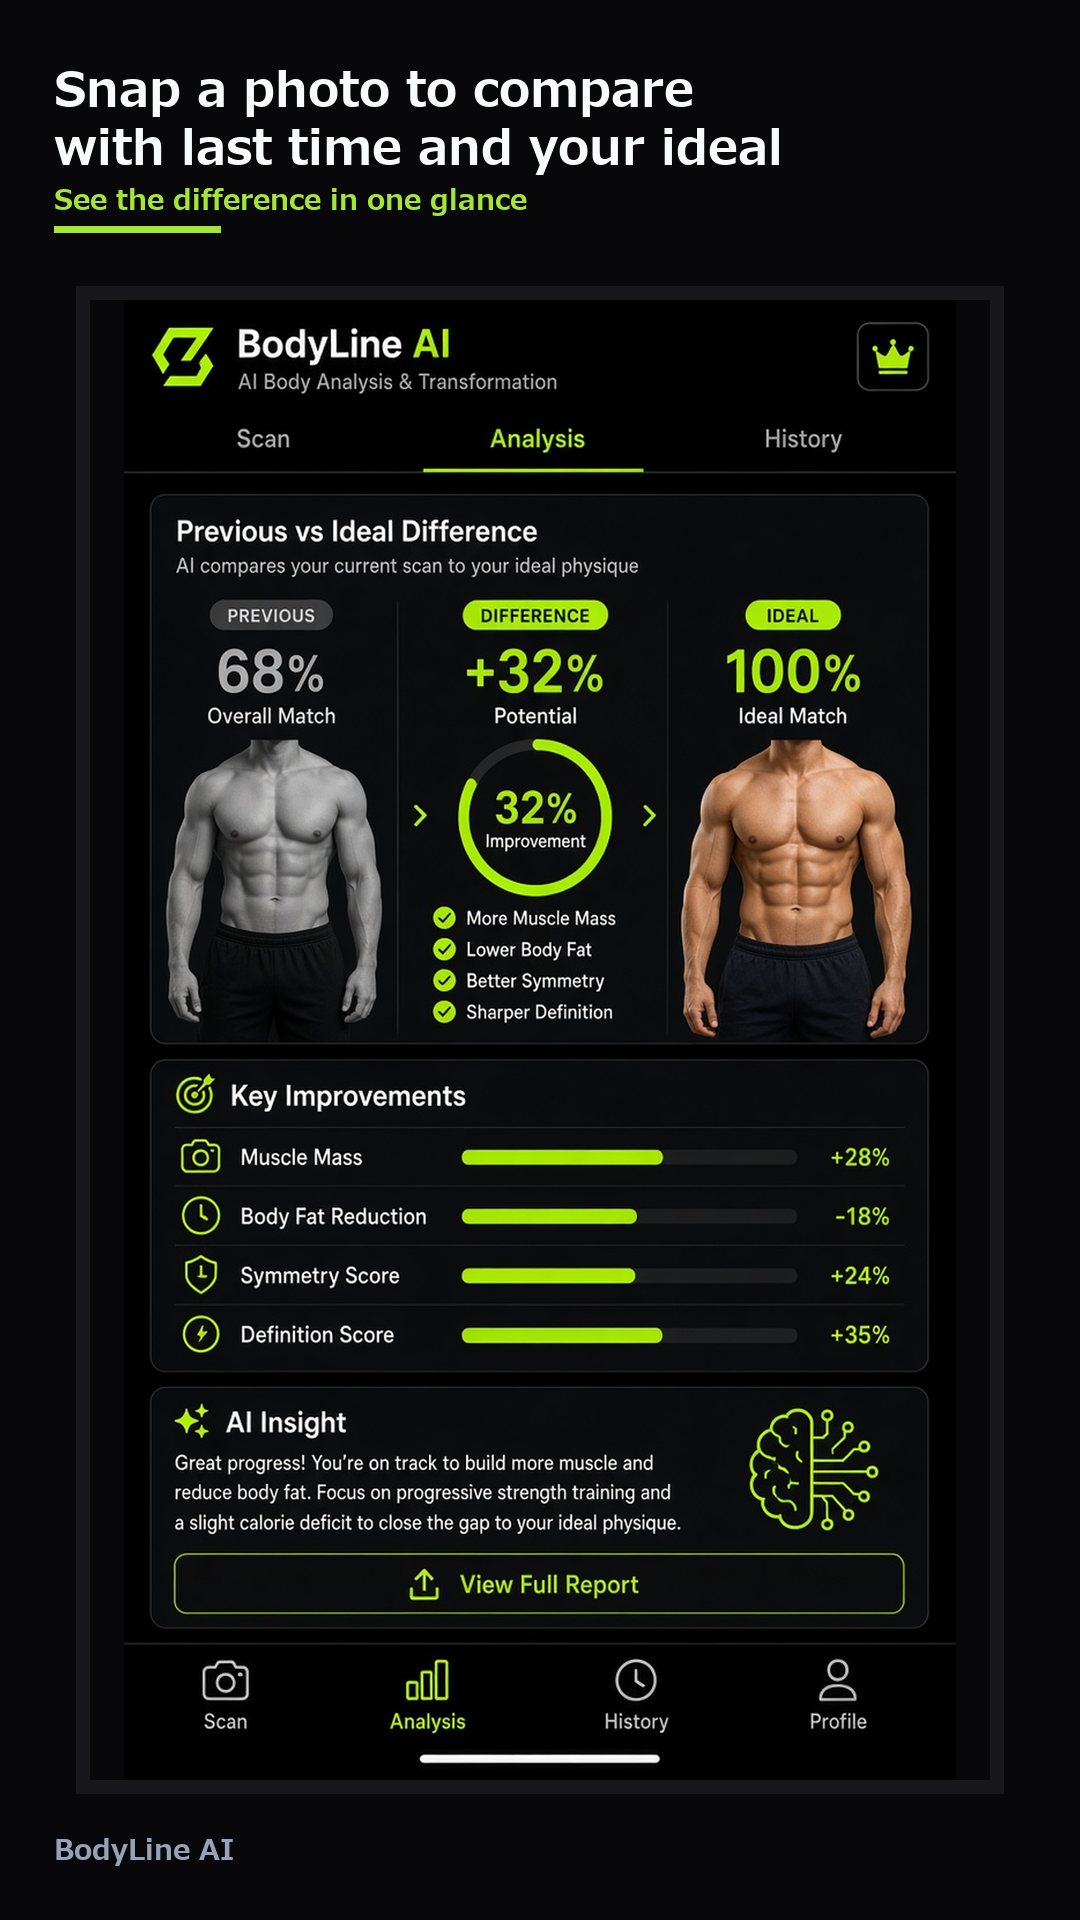 Snap a photo to compare
with last time and your ideal
See the difference in one glance
BodyLine AI
AI Body Analysis & Transformation
Scan
Analysis
History
Previous vs Ideal Difference
AI compares your current scan to your ideal physique
PREVIOUS
68%
Overall Match
DIFFERENCE
+32%
Potential
32%
Improvement
More Muscle Mass
Lower Body Fat
Better Symmetry
Sharper Definition
IDEAL
100%
Ideal Match
Key Improvements
Muscle Mass +28%
Body Fat Reduction -18%
Symmetry Score +24%
Definition Score +35%
AI Insight
Great progress! You're on track to build more muscle and
reduce body fat. Focus on progressive strength training and
a slight calorie deficit to close the gap to your ideal physique.
View Full Report
Scan
Analysis
History
Profile
BodyLine AI